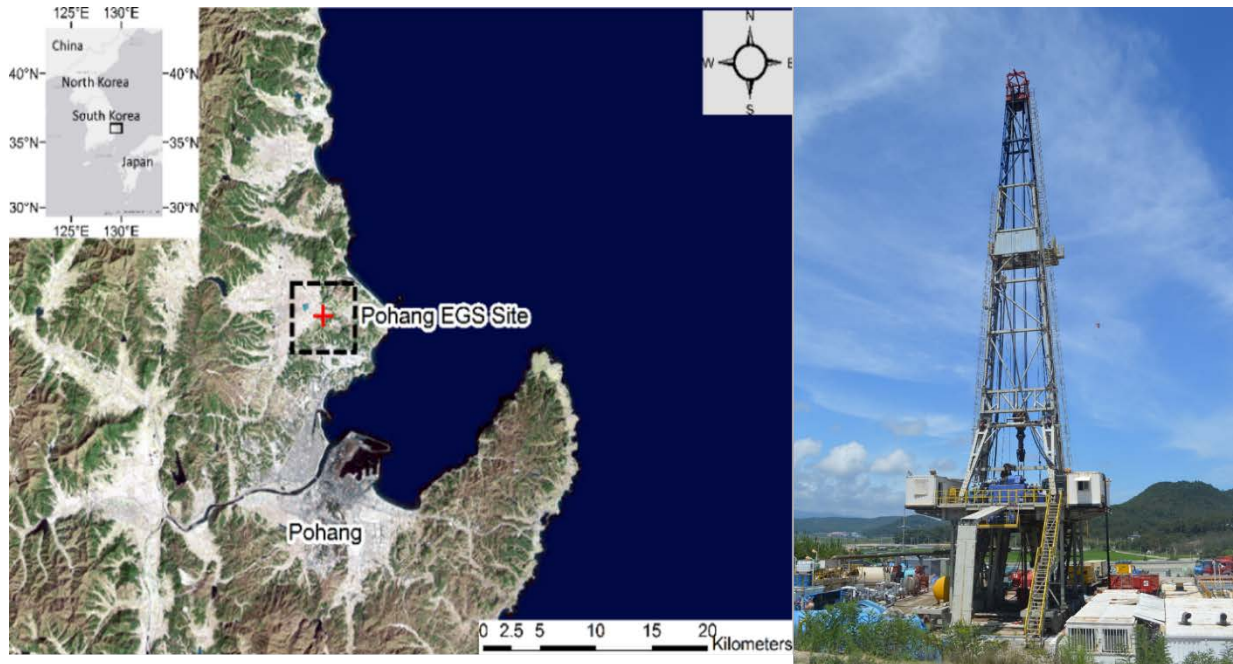 125°E 130°E
China
40°N 40°N
North Korea
South Korea
35°N 35°N
Japan
30°N 30°N
125°E 130°E
N
W E
S
Pohang EGS Site
Pohang
0 2.5 5 10 15 20
Kilometers